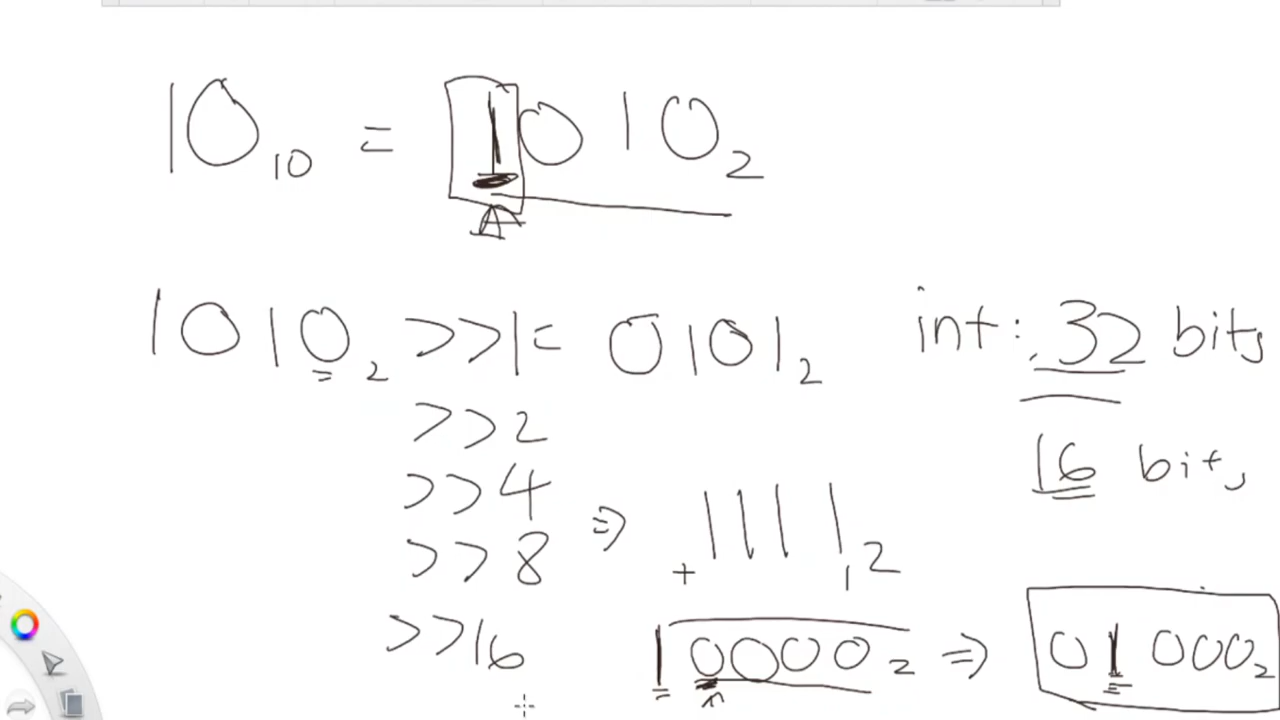 10₁₀ = 1010₂
1010₂ >>1 = 0101₂
int: 32 bits
>>2
16 bits
>>4
⇒ 1111₂
>>8
+ 1
>>16
10000₂ ⇒ 01000₂